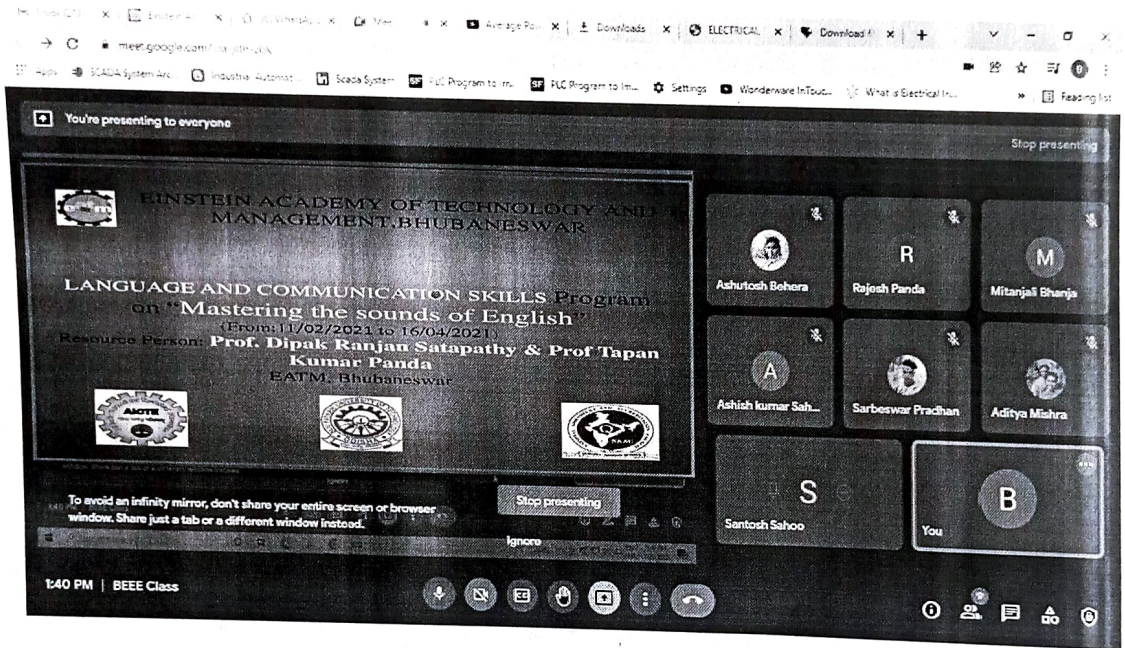 Average Pow
Downloads
ELECTRICAL
Download
meet.google.com/
Apps
SCADA System Arc...
Industrial Automat...
Scada System
PLC Program to Im...
PLC Program to Im...
Settings
Wonderware InTouc...
What is Electrical In...
Reading list
You're presenting to everyone
Stop presenting
EINSTEIN ACADEMY OF TECHNOLOGY AND
MANAGEMENT,BHUBANESWAR
LANGUAGE AND COMMUNICATION SKILLS Program
on "Mastering the sounds of English"
(From:11/02/2021 to 16/04/2021)
Resource Person: Prof. Dipak Ranjan Satapathy & Prof Tapan
Kumar Panda
EATM, Bhubaneswar
AICTE
Ashutosh Behera
R
Rajesh Panda
M
Mitanjali Bhanja
A
Ashish kumar Sah...
Sarbeswar Pradhan
Aditya Mishra
S
Santosh Sahoo
B
You
To avoid an infinity mirror, don't share your entire screen or browser
window. Share just a tab or a different window instead.
Stop presenting
Ignore
1:40 PM | BEEE Class